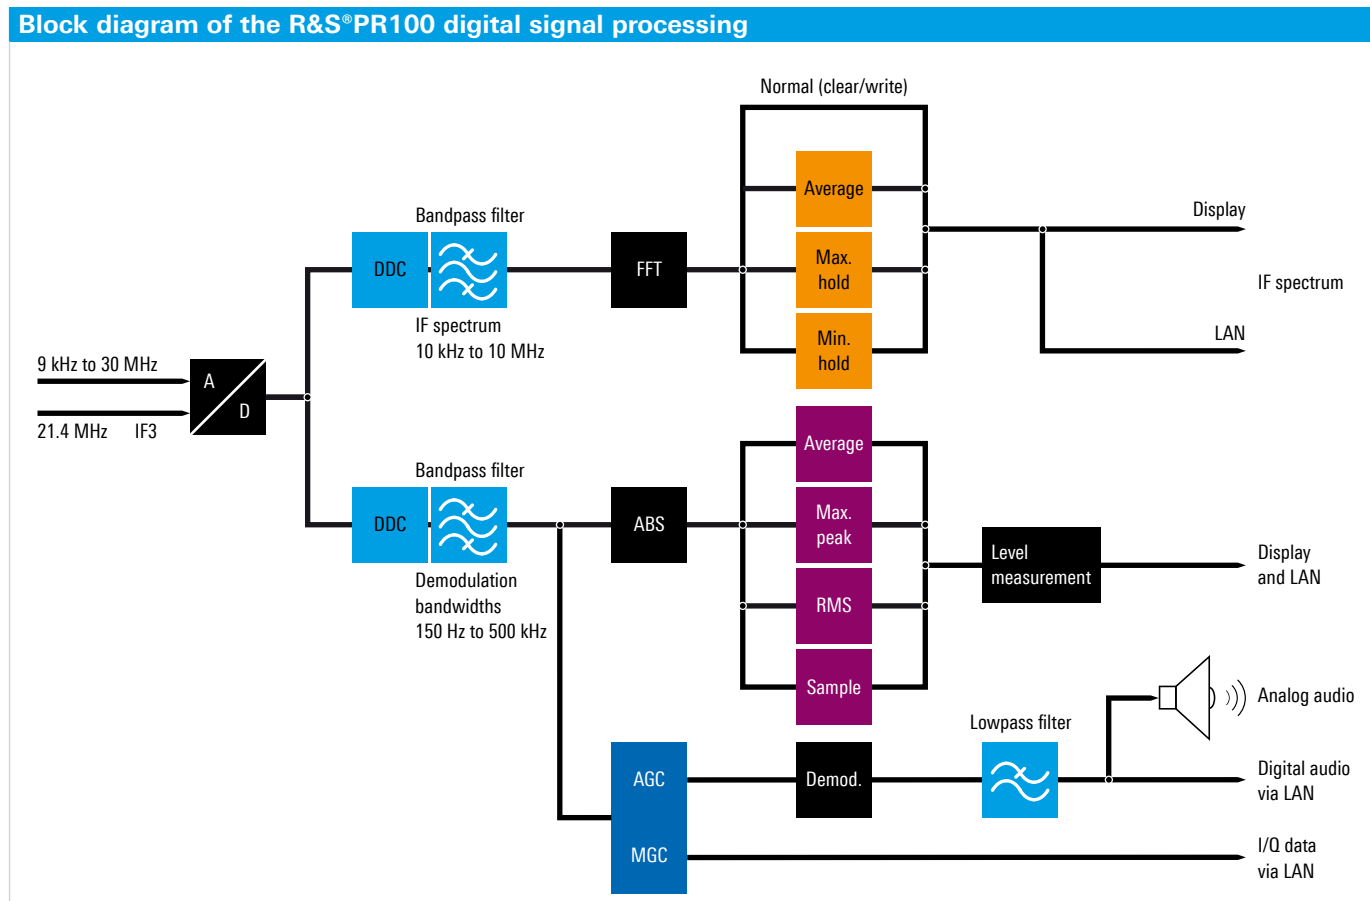 Block diagram of the R&S®PR100 digital signal processing
Normal (clear/write)
Average
Max.
hold
Min.
hold
Bandpass filter
DDC
FFT
IF spectrum
10 kHz to 10 MHz
Display
IF spectrum
LAN
9 kHz to 30 MHz
A
D
21.4 MHz IF3
Bandpass filter
DDC
ABS
Demodulation
bandwidths
150 Hz to 500 kHz
Average
Max.
peak
RMS
Sample
Level
measurement
Display
and LAN
Analog audio
AGC
MGC
Demod.
Lowpass filter
Digital audio
via LAN
I/Q data
via LAN